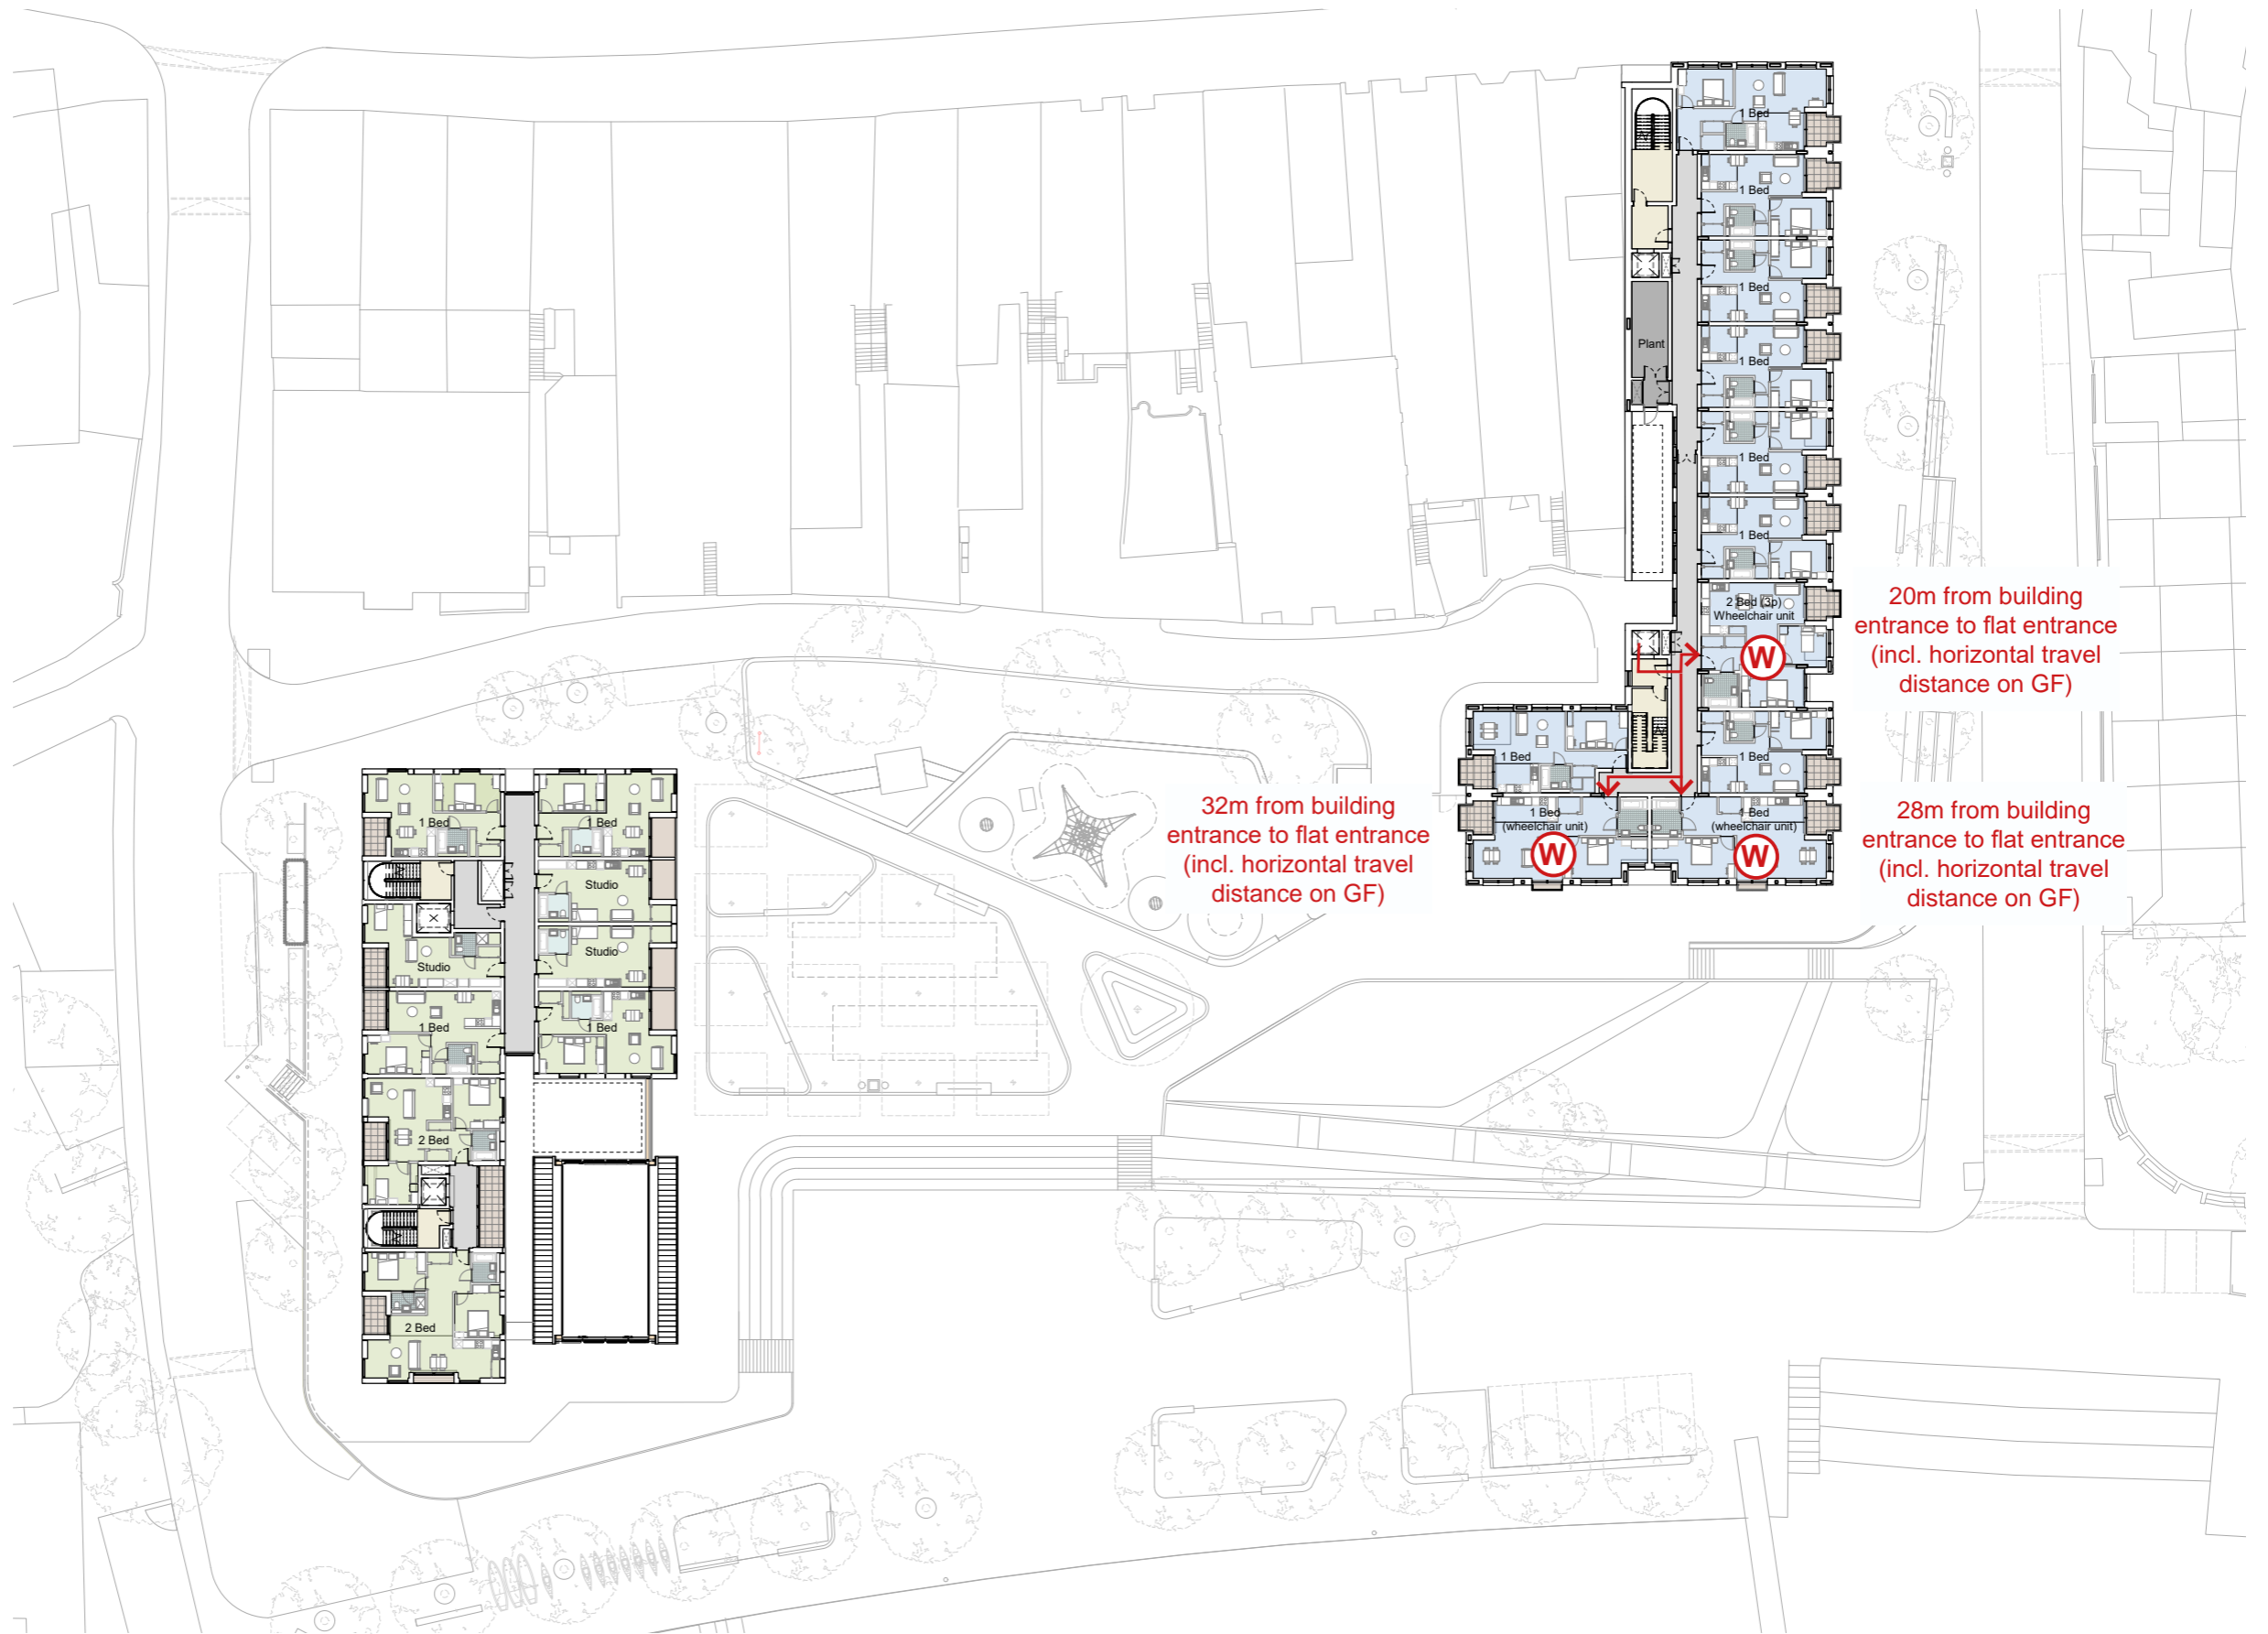 1 Bed
1 Bed
1 Bed
Plant
1 Bed
1 Bed
1 Bed
2 Bed (3p)
Wheelchair unit
W
20m from building
entrance to flat entrance
(incl. horizontal travel
distance on GF)
1 Bed
1 Bed
1 Bed
(wheelchair unit)
W
1 Bed
(wheelchair unit)
W
32m from building
entrance to flat entrance
(incl. horizontal travel
distance on GF)
28m from building
entrance to flat entrance
(incl. horizontal travel
distance on GF)
1 Bed
1 Bed
Studio
Studio
Studio
1 Bed
1 Bed
2 Bed
2 Bed